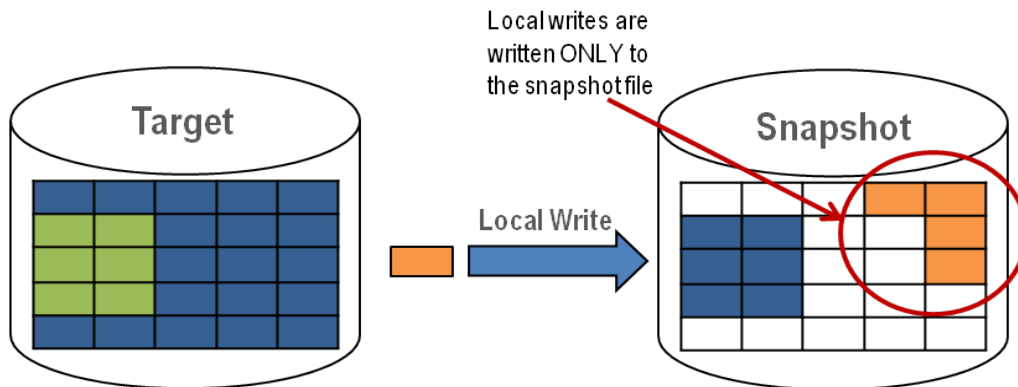 Local writes are
written ONLY to
the snapshot file
Target
Snapshot
Local Write